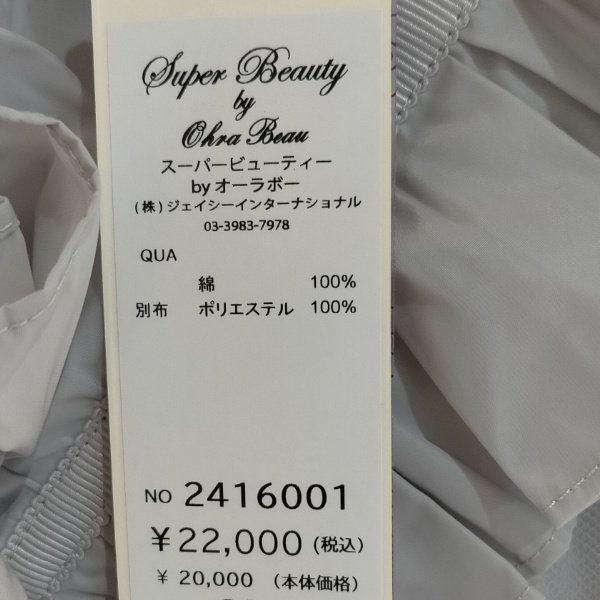 Super Beauty
by
Ohra Beau
スーパービューティー
by オーラボー
(株)ジェイシーインターナショナル
03-3983-7978
QUA
綿 100%
別布 ポリエステル 100%
NO 2416001
¥22,000 (税込)
¥ 20,000 (本体価格)